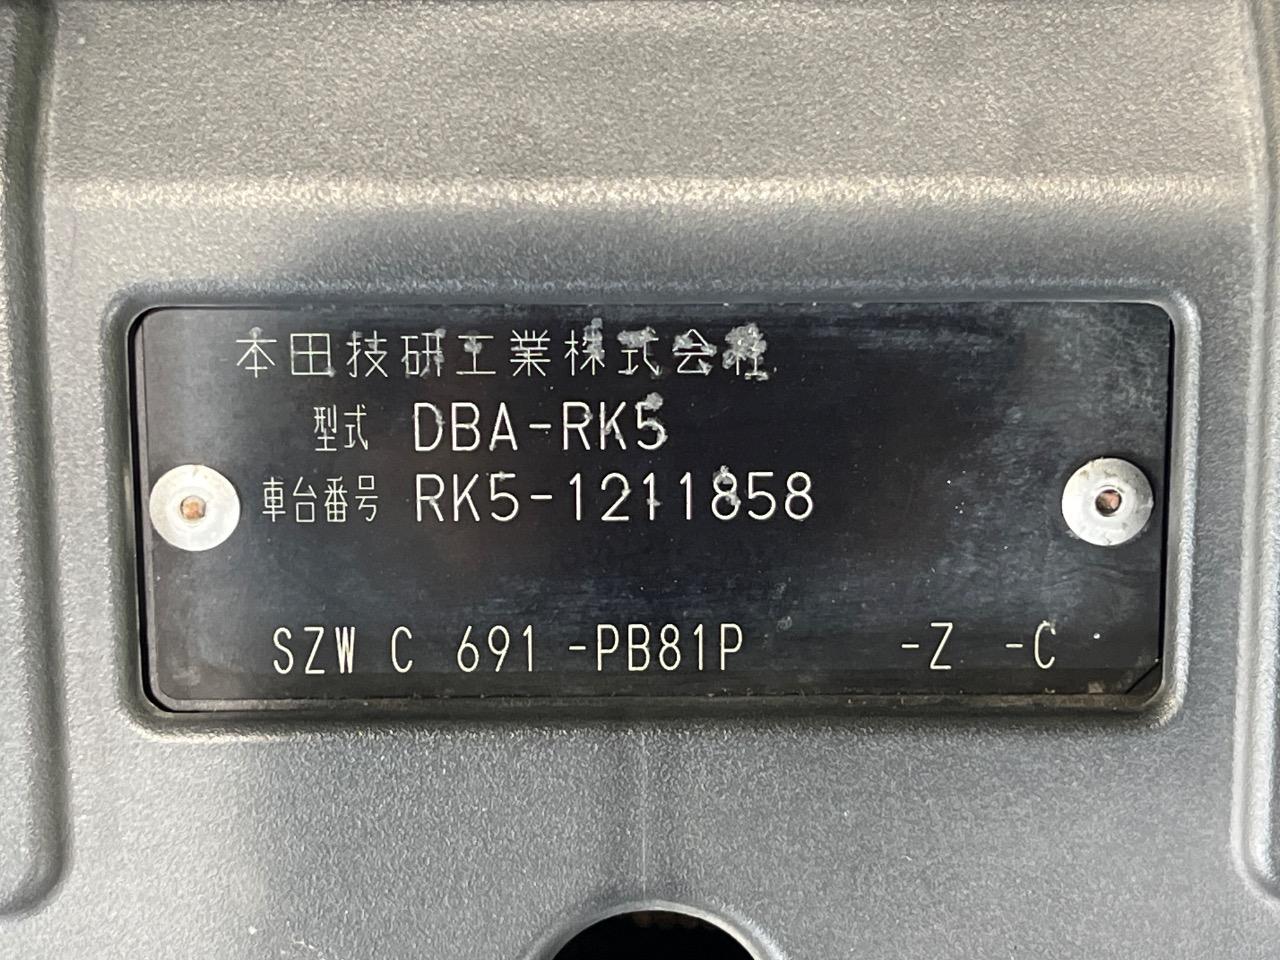 本田技研工業株式会社
型式 DBA-RK5
車台番号 RK5-1211858
SZW C 691 -PB81P -Z -C